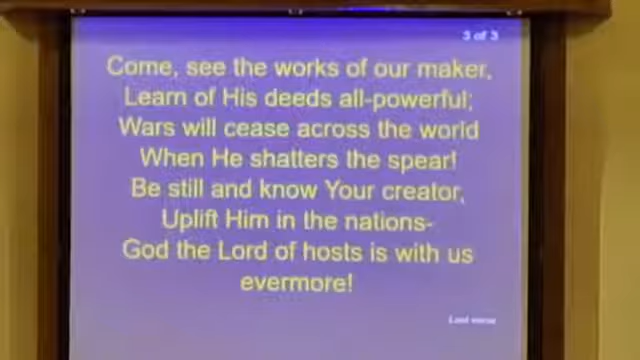 3 of 3
Come, see the works of our maker,
Learn of His deeds all-powerful;
Wars will cease across the world
When He shatters the spear!
Be still and know Your creator,
Uplift Him in the nations-
God the Lord of hosts is with us
evermore!
Last verse